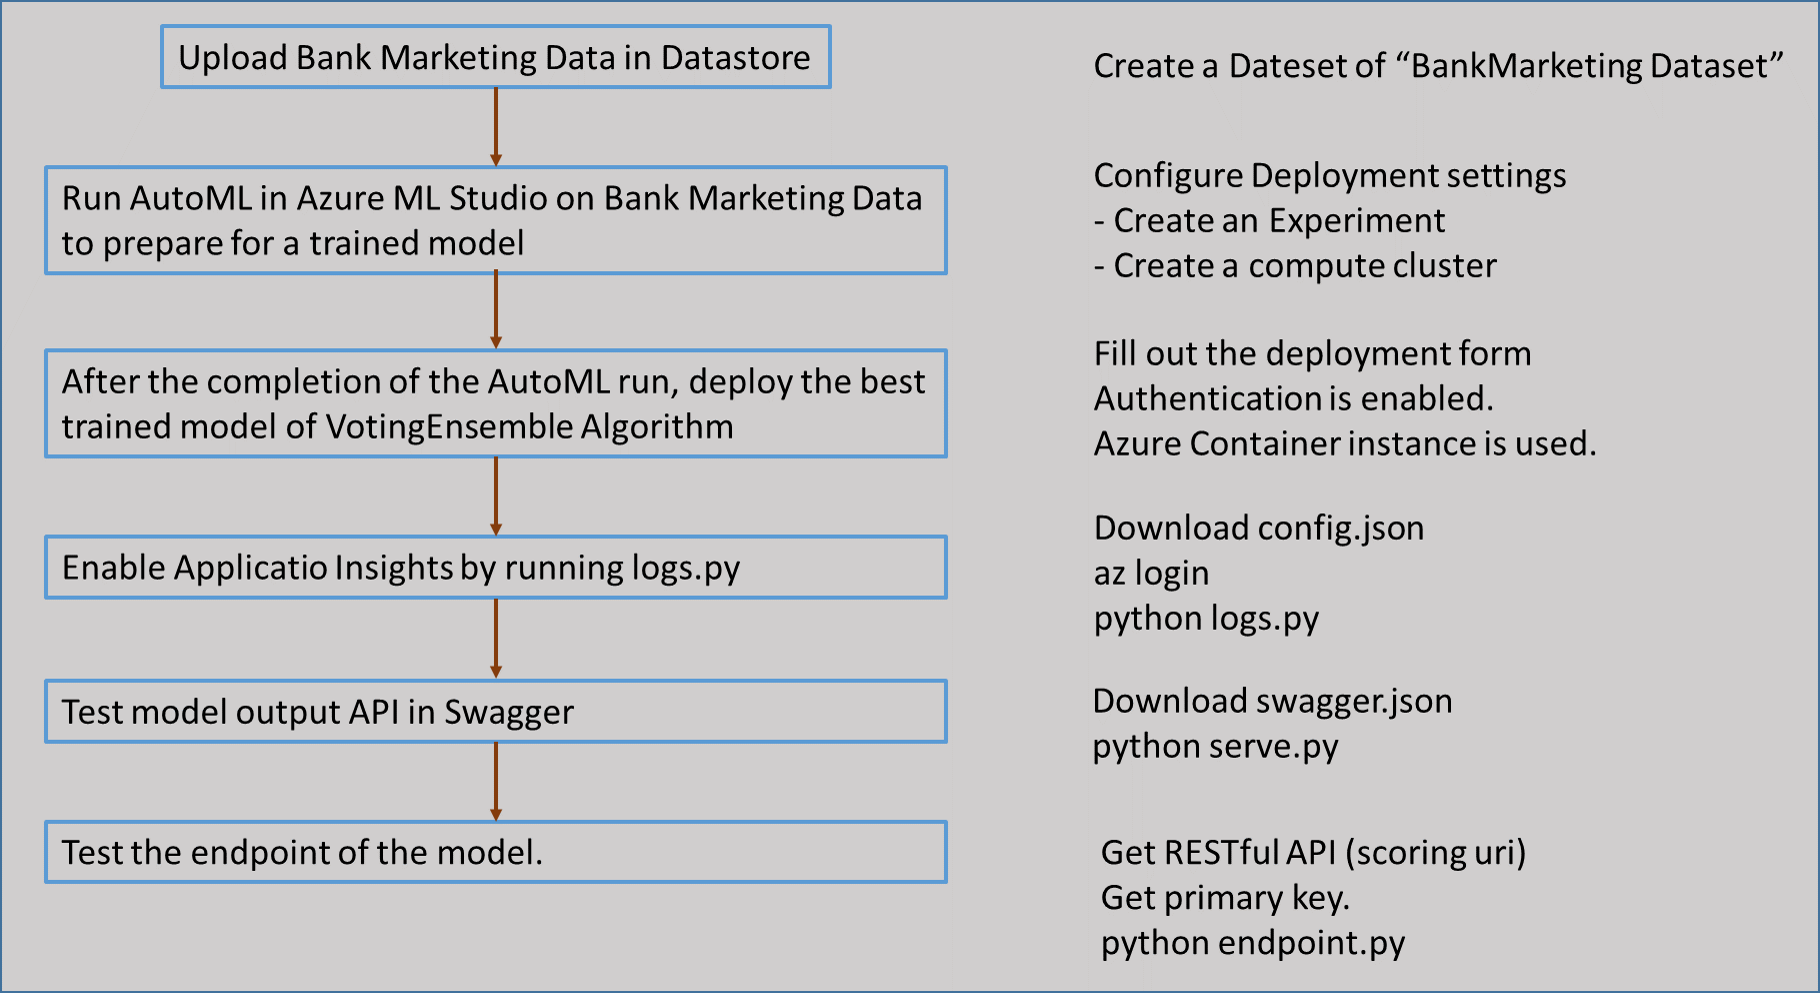 Upload Bank Marketing Data in Datastore
Create a Dateset of “BankMarketing Dataset”
Run AutoML in Azure ML Studio on Bank Marketing Data
to prepare for a trained model
Configure Deployment settings
- Create an Experiment
- Create a compute cluster
After the completion of the AutoML run, deploy the best
trained model of VotingEnsemble Algorithm
Fill out the deployment form
Authentication is enabled.
Azure Container instance is used.
Enable Applicatio Insights by running logs.py
Download config.json
az login
python logs.py
Test model output API in Swagger
Download swagger.json
python serve.py
Test the endpoint of the model.
Get RESTful API (scoring uri)
Get primary key.
python endpoint.py